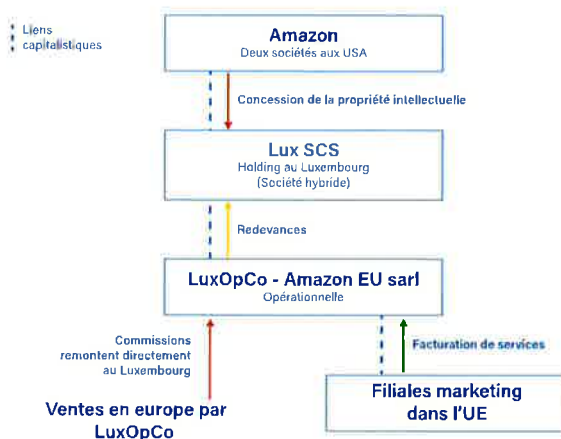 Liens
capitalistiques
Amazon
Deux sociétés aux USA
Concession de la propriété intellectuelle
Lux SCS
Holding au Luxembourg
(Société hybride)
Redevances
LuxOpCo - Amazon EU sarl
Opérationnelle
Commissions
remontent directement
au Luxembourg
Facturation de services
Ventes en europe par
LuxOpCo
Filiales marketing
dans l'UE